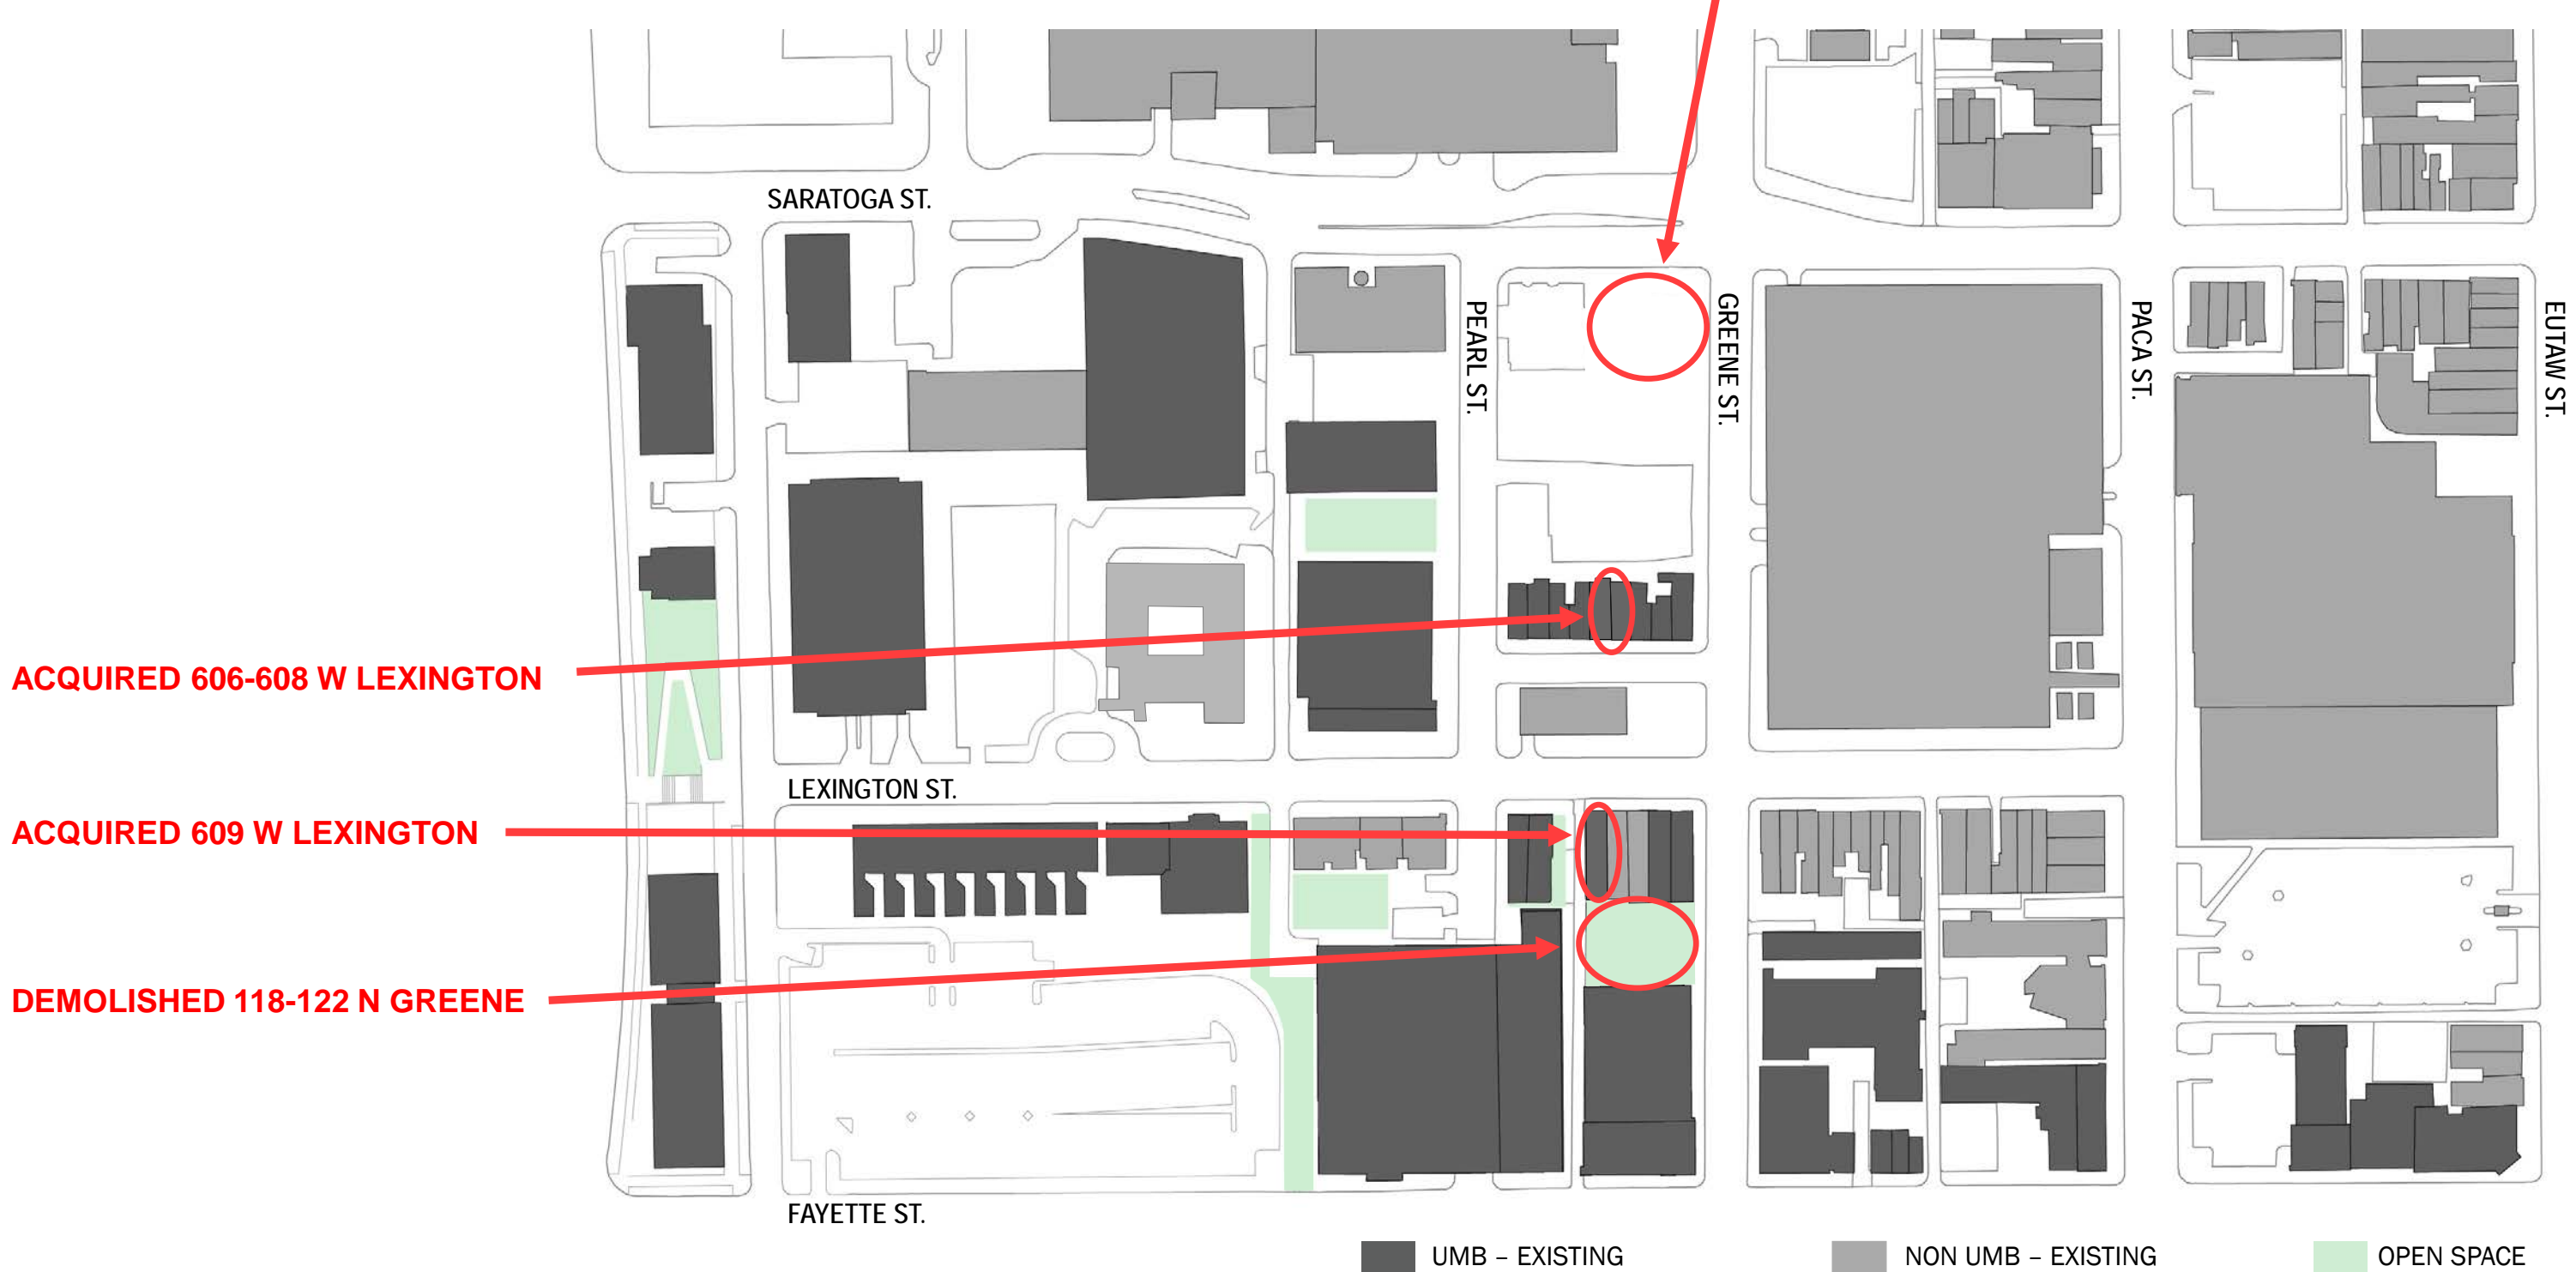 SARATOGA ST.
PEARL ST.
GREENE ST.
PACA ST.
EUTAW ST.
ACQUIRED 606-608 W LEXINGTON
LEXINGTON ST.
ACQUIRED 609 W LEXINGTON
DEMOLISHED 118-122 N GREENE
FAYETTE ST.
UMB – EXISTING
NON UMB – EXISTING
OPEN SPACE